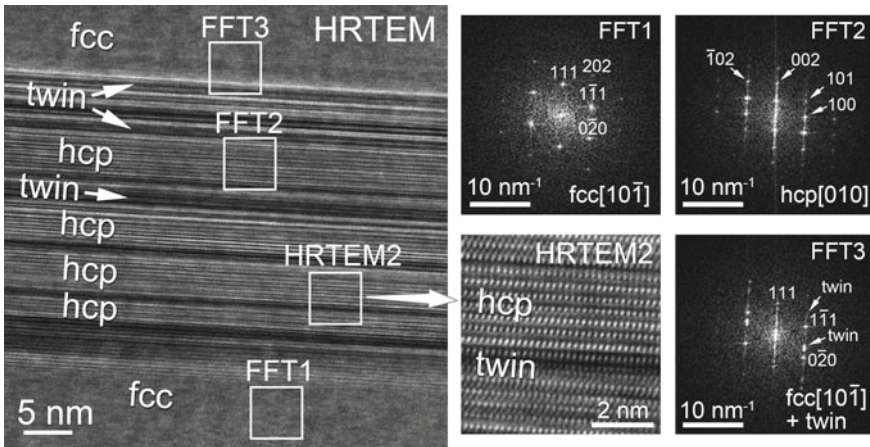 HRTEM
fcc
FFT3
twin
FFT2
hcp
twin
hcp
HRTEM2
hcp
hcp
FFT1
fcc
5 nm
FFT1
111
202
11̄1
02̄0
10 nm⁻¹
fcc[101̄]
FFT2
1̄02
002
101
100
10 nm⁻¹
hcp[010]
HRTEM2
hcp
twin
2 nm
FFT3
111
twin
11̄1
twin
02̄0
10 nm⁻¹
fcc[101̄]
+ twin